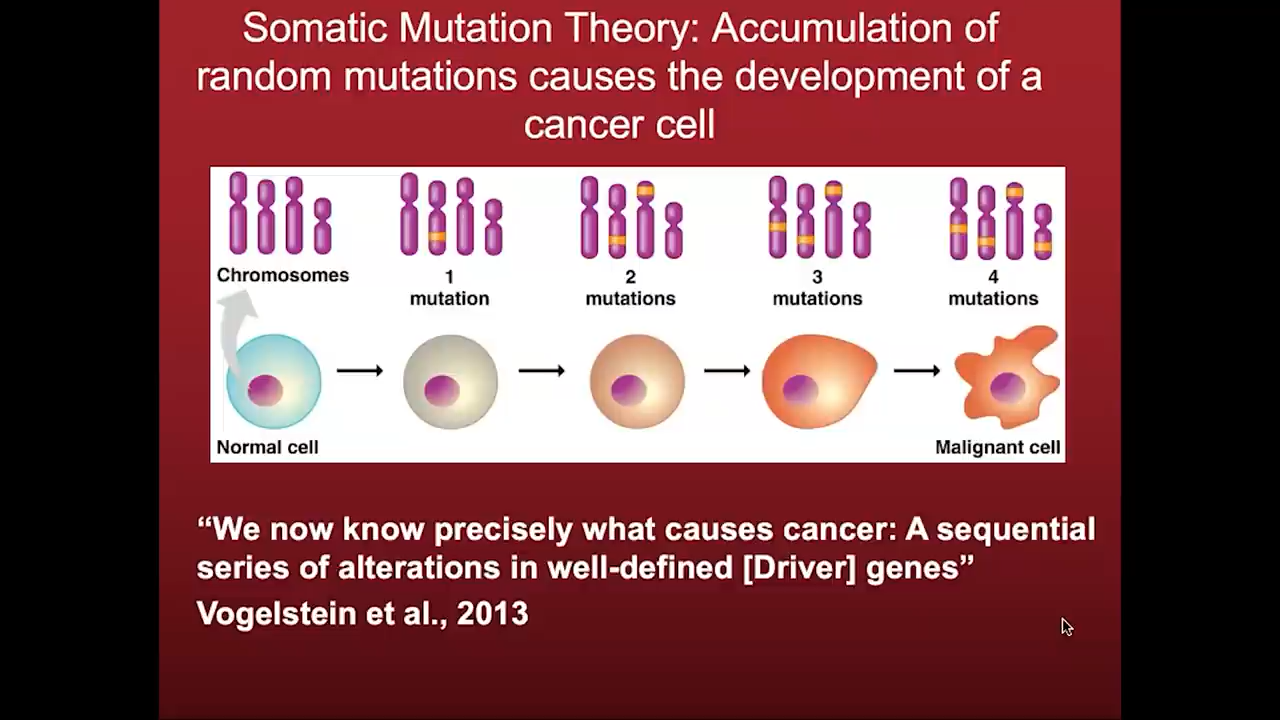 Somatic Mutation Theory: Accumulation of
random mutations causes the development of a
cancer cell
Chromosomes
1
mutation
2
mutations
3
mutations
4
mutations
Normal cell
Malignant cell
“We now know precisely what causes cancer: A sequential
series of alterations in well-defined [Driver] genes”
Vogelstein et al., 2013